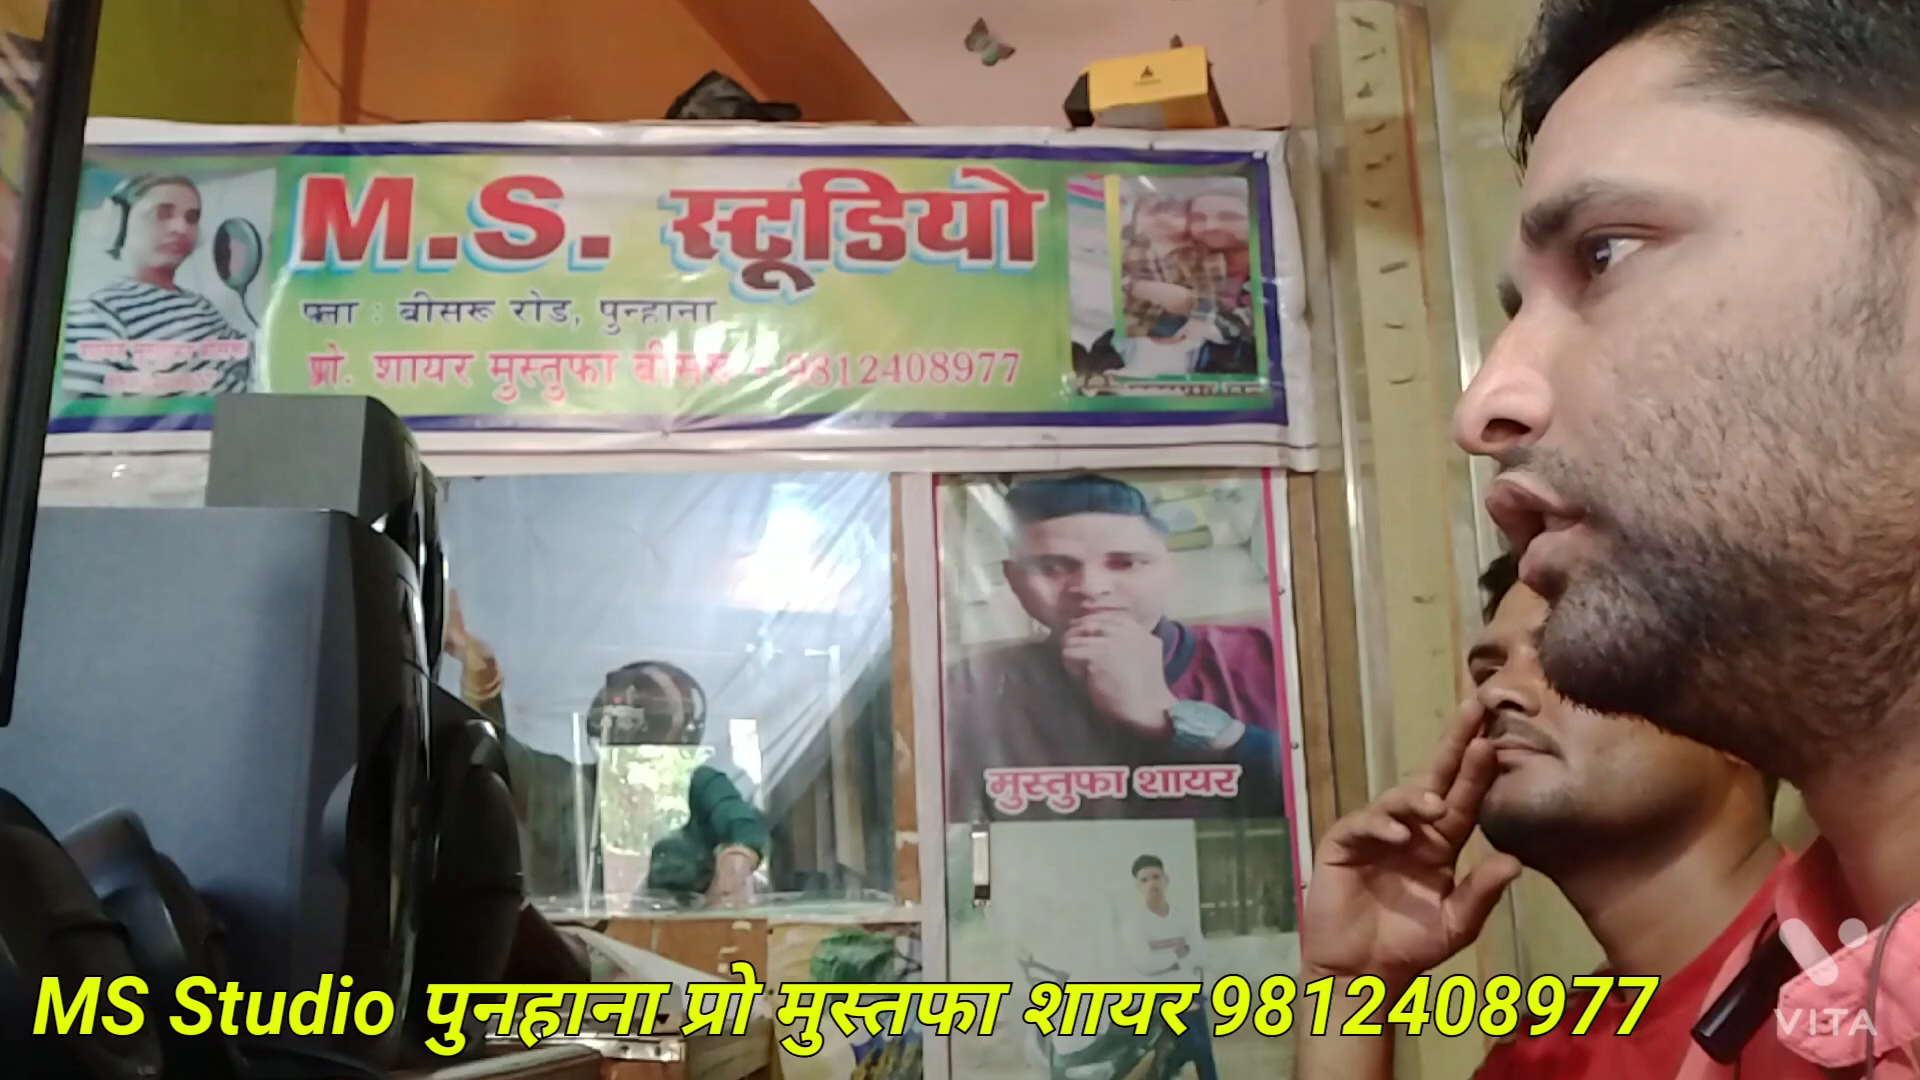 M.S. स्टूडियो
पता : बीसरू रोड, पुन्हाना
प्रो. शायर मुस्तुफा बीसरू - 9812408977
मुस्तुफा शायर
MS Studio पुनहाना प्रो मुस्तफा शायर 9812408977
VITA